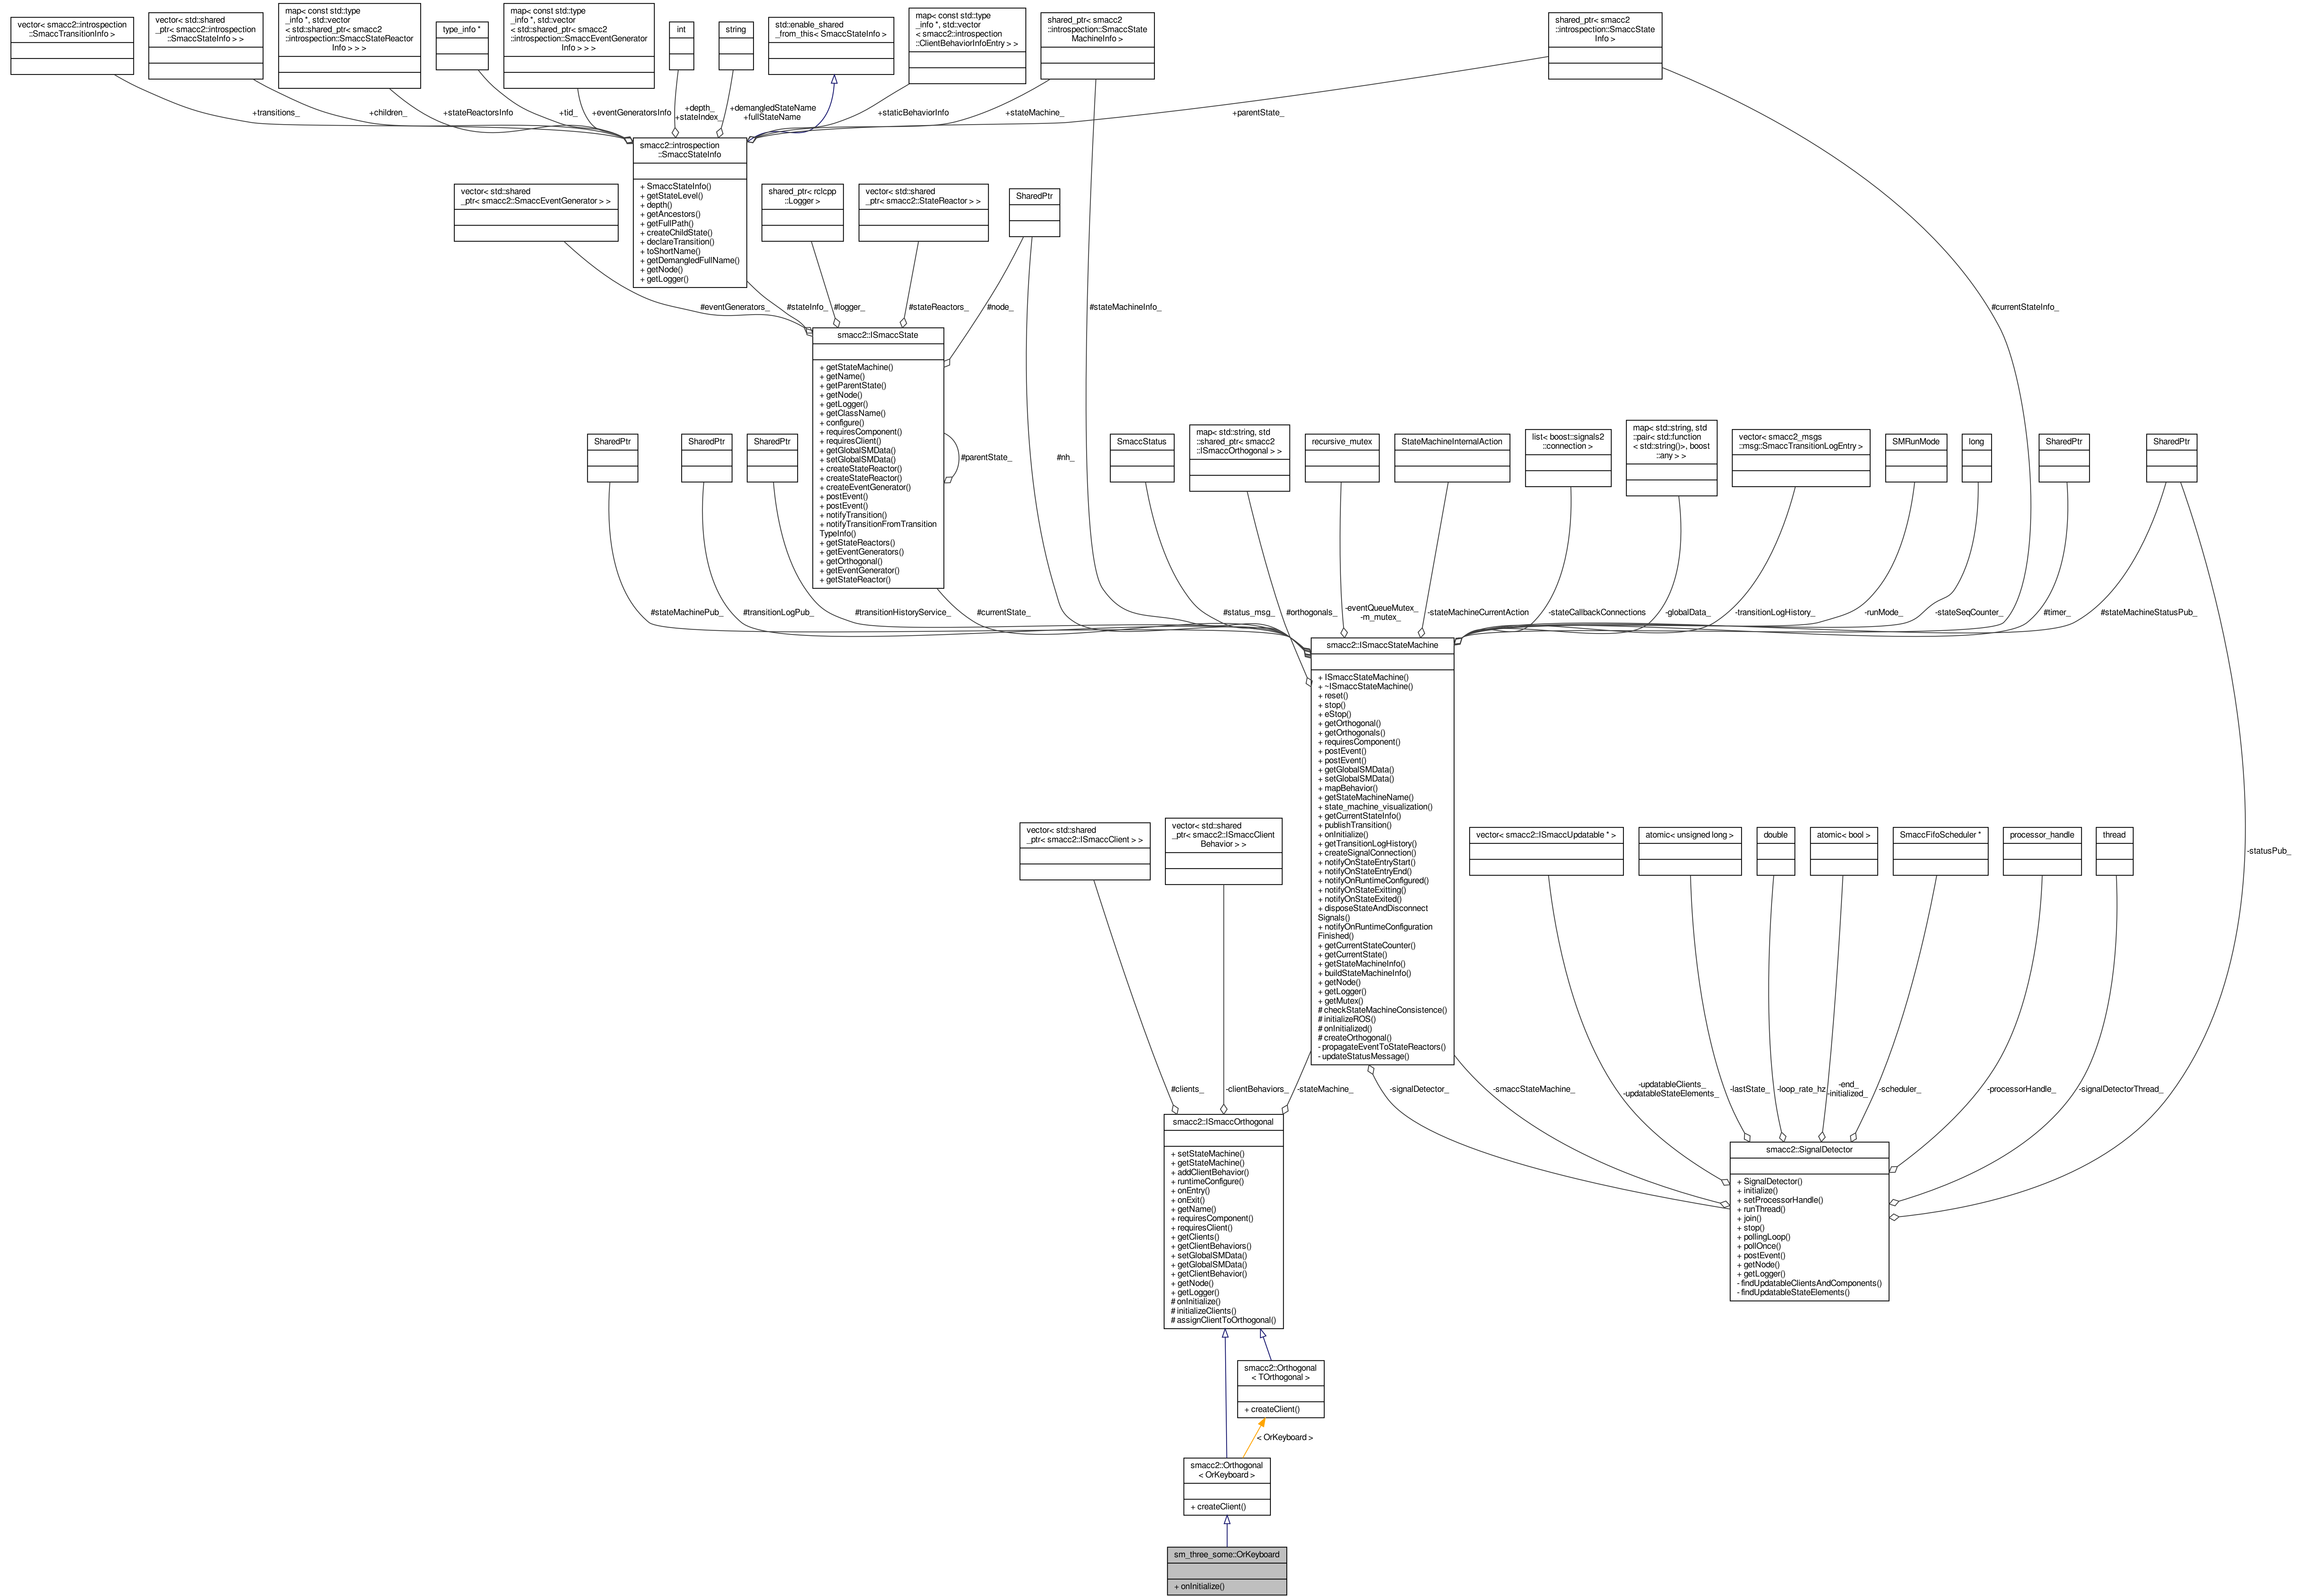 vector< smacc2::introspection
::SmaccTransitionInfo >
vector< std::shared
_ptr< smacc2::introspection
::SmaccStateInfo > >
map< const std::type
_info *, std::vector
< std::shared_ptr< smacc2
::introspection::SmaccStateReactor
Info > > >
type_info *
map< const std::type
_info *, std::vector
< std::shared_ptr< smacc2
::introspection::SmaccEventGenerator
Info > > >
int
string
std::enable_shared
_from_this< SmaccStateInfo >
map< const std::type
_info *, std::vector
< smacc2::introspection
::ClientBehaviorInfoEntry > >
shared_ptr< smacc2
::introspection::SmaccState
MachineInfo >
shared_ptr< smacc2
::introspection::SmaccState
Info >
+transitions_
+children_
+stateReactorsInfo
+tid_
+eventGeneratorsInfo
+depth_
+stateIndex_
+demangledStateName
+fullStateName
+staticBehaviorInfo
+stateMachine_
+parentState_
smacc2::introspection
::SmaccStateInfo
+ SmaccStateInfo()
+ getStateLevel()
+ depth()
+ getAncestors()
+ getFullPath()
+ createChildState()
+ declareTransition()
+ toShortName()
+ getDemangledFullName()
+ getNode()
+ getLogger()
vector< std::shared
_ptr< smacc2::SmaccEventGenerator > >
shared_ptr< rclcpp
::Logger >
vector< std::shared
_ptr< smacc2::StateReactor > >
SharedPtr
#eventGenerators_
#stateInfo_
#logger_
#stateReactors_
#node_
#stateMachineInfo_
#currentStateInfo_
smacc2::ISmaccState
+ getStateMachine()
+ getName()
+ getParentState()
+ getNode()
+ getLogger()
+ getClassName()
+ configure()
+ requiresComponent()
+ requiresClient()
+ getGlobalSMData()
+ setGlobalSMData()
+ createStateReactor()
+ createStateReactor()
+ createEventGenerator()
+ postEvent()
+ postEvent()
+ notifyTransition()
+ notifyTransitionFromTransition
TypeInfo()
+ getStateReactors()
+ getEventGenerators()
+ getOrthogonal()
+ getEventGenerator()
+ getStateReactor()
#parentState_
#nh_
SharedPtr
SharedPtr
SharedPtr
SmaccStatus
map< std::string, std
::shared_ptr< smacc2
::ISmaccOrthogonal > >
recursive_mutex
StateMachineInternalAction
list< boost::signals2
::connection >
map< std::string, std
::pair< std::function
< std::string()>, boost
::any > >
vector< smacc2_msgs
::msg::SmaccTransitionLogEntry >
SMRunMode
long
SharedPtr
SharedPtr
#stateMachinePub_
#transitionLogPub_
#transitionHistoryService_
#currentState_
#status_msg_
#orthogonals_
-eventQueueMutex_
-m_mutex_
-stateMachineCurrentAction
-stateCallbackConnections
-globalData_
-transitionLogHistory_
-runMode_
-stateSeqCounter_
#timer_
#stateMachineStatusPub_
smacc2::ISmaccStateMachine
+ ISmaccStateMachine()
+ ~ISmaccStateMachine()
+ reset()
+ stop()
+ eStop()
+ getOrthogonal()
+ getOrthogonals()
+ requiresComponent()
+ postEvent()
+ postEvent()
+ getGlobalSMData()
+ setGlobalSMData()
+ mapBehavior()
+ getStateMachineName()
+ state_machine_visualization()
+ getCurrentStateInfo()
+ publishTransition()
+ onInitialize()
+ getTransitionLogHistory()
+ createSignalConnection()
+ notifyOnStateEntryStart()
+ notifyOnStateEntryEnd()
+ notifyOnRuntimeConfigured()
+ notifyOnStateExitting()
+ notifyOnStateExited()
+ disposeStateAndDisconnect
Signals()
+ notifyOnRuntimeConfiguration
Finished()
+ getCurrentStateCounter()
+ getCurrentState()
+ getStateMachineInfo()
+ buildStateMachineInfo()
+ getNode()
+ getLogger()
+ getMutex()
# checkStateMachineConsistence()
# initializeROS()
# onInitialized()
# createOrthogonal()
- propagateEventToStateReactors()
- updateStatusMessage()
vector< std::shared
_ptr< smacc2::ISmaccClient > >
vector< std::shared
_ptr< smacc2::ISmaccClient
Behavior > >
vector< smacc2::ISmaccUpdatable * >
atomic< unsigned long >
double
atomic< bool >
SmaccFifoScheduler *
processor_handle
thread
-statusPub_
#clients_
-clientBehaviors_
-stateMachine_
-signalDetector_
-smaccStateMachine_
-updatableClients_
-updatableStateElements_
-lastState_
-loop_rate_hz
-end_
-initialized_
-scheduler_
-processorHandle_
-signalDetectorThread_
smacc2::ISmaccOrthogonal
+ setStateMachine()
+ getStateMachine()
+ addClientBehavior()
+ runtimeConfigure()
+ onEntry()
+ onExit()
+ getName()
+ requiresComponent()
+ requiresClient()
+ getClients()
+ getClientBehaviors()
+ setGlobalSMData()
+ getGlobalSMData()
+ getClientBehavior()
+ getNode()
+ getLogger()
# onInitialize()
# initializeClients()
# assignClientToOrthogonal()
smacc2::SignalDetector
+ SignalDetector()
+ initialize()
+ setProcessorHandle()
+ runThread()
+ join()
+ stop()
+ pollingLoop()
+ pollOnce()
+ postEvent()
+ getNode()
+ getLogger()
- findUpdatableClientsAndComponents()
- findUpdatableStateElements()
smacc2::Orthogonal
< TOrthogonal >
+ createClient()
< OrKeyboard >
smacc2::Orthogonal
< OrKeyboard >
+ createClient()
sm_three_some::OrKeyboard
+ onInitialize()